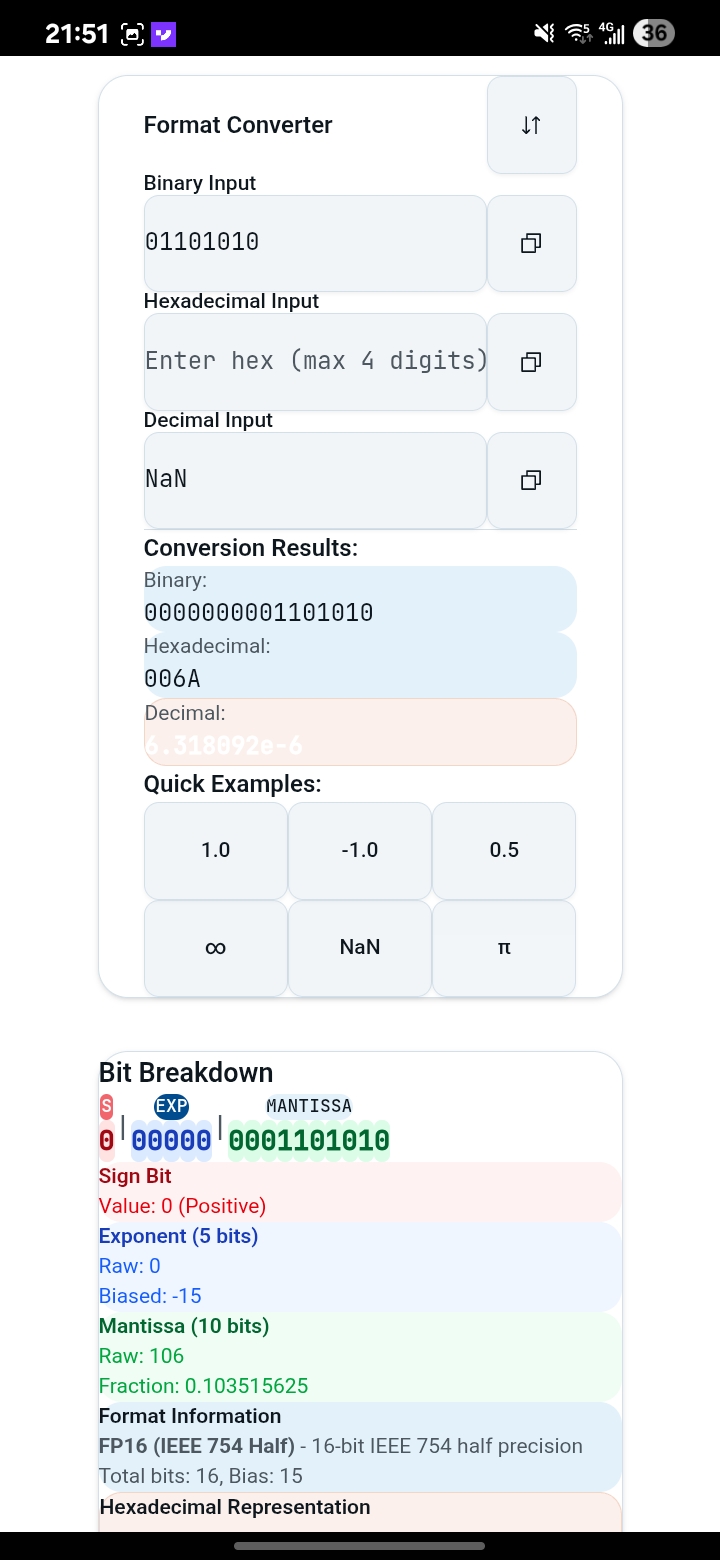 21:51
5
4G
36
Format Converter
Binary Input
01101010
Hexadecimal Input
Enter hex (max 4 digits)
Decimal Input
NaN
Conversion Results:
Binary:
0000000001101010
Hexadecimal:
006A
Decimal:
6.318092e-6
Quick Examples:
1.0 -1.0 0.5
∞ NaN π
Bit Breakdown
S EXP MANTISSA
0 | 00000 | 0001101010
Sign Bit
Value: 0 (Positive)
Exponent (5 bits)
Raw: 0
Biased: -15
Mantissa (10 bits)
Raw: 106
Fraction: 0.103515625
Format Information
FP16 (IEEE 754 Half) - 16-bit IEEE 754 half precision
Total bits: 16, Bias: 15
Hexadecimal Representation